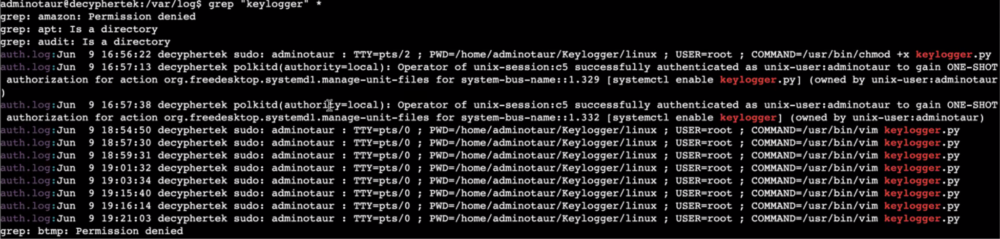 adminotaur@decyphertek:/var/log$ grep "keylogger" *
grep: amazon: Permission denied
grep: apt: Is a directory
grep: audit: Is a directory
auth.log:Jun  9 16:56:22 decyphertek sudo: adminotaur : TTY=pts/2 ; PWD=/home/adminotaur/Keylogger/linux ; USER=root ; COMMAND=/usr/bin/chmod +x keylogger.py
auth.log:Jun  9 16:57:13 decyphertek polkitd(authority=local): Operator of unix-session:c5 successfully authenticated as unix-user:adminotaur to gain ONE-SHOT
 authorization for action org.freedesktop.systemd1.manage-unit-files for system-bus-name::1.329 [systemctl enable keylogger.py] (owned by unix-user:adminotaur
)
auth.log:Jun  9 16:57:38 decyphertek polkitd(authority=local): Operator of unix-session:c5 successfully authenticated as unix-user:adminotaur to gain ONE-SHOT
 authorization for action org.freedesktop.systemd1.manage-unit-files for system-bus-name::1.332 [systemctl enable keylogger] (owned by unix-user:adminotaur)
auth.log:Jun  9 18:54:50 decyphertek sudo: adminotaur : TTY=pts/0 ; PWD=/home/adminotaur/Keylogger/linux ; USER=root ; COMMAND=/usr/bin/vim keylogger.py
auth.log:Jun  9 18:57:30 decyphertek sudo: adminotaur : TTY=pts/0 ; PWD=/home/adminotaur/Keylogger/linux ; USER=root ; COMMAND=/usr/bin/vim keylogger.py
auth.log:Jun  9 18:59:31 decyphertek sudo: adminotaur : TTY=pts/0 ; PWD=/home/adminotaur/Keylogger/linux ; USER=root ; COMMAND=/usr/bin/vim keylogger.py
auth.log:Jun  9 19:01:32 decyphertek sudo: adminotaur : TTY=pts/0 ; PWD=/home/adminotaur/Keylogger/linux ; USER=root ; COMMAND=/usr/bin/vim keylogger.py
auth.log:Jun  9 19:03:34 decyphertek sudo: adminotaur : TTY=pts/0 ; PWD=/home/adminotaur/Keylogger/linux ; USER=root ; COMMAND=/usr/bin/vim keylogger.py
auth.log:Jun  9 19:15:40 decyphertek sudo: adminotaur : TTY=pts/0 ; PWD=/home/adminotaur/Keylogger/linux ; USER=root ; COMMAND=/usr/bin/vim keylogger.py
auth.log:Jun  9 19:16:14 decyphertek sudo: adminotaur : TTY=pts/0 ; PWD=/home/adminotaur/Keylogger/linux ; USER=root ; COMMAND=/usr/bin/vim keylogger.py
auth.log:Jun  9 19:21:03 decyphertek sudo: adminotaur : TTY=pts/0 ; PWD=/home/adminotaur/Keylogger/linux ; USER=root ; COMMAND=/usr/bin/vim keylogger.py
grep: btmp: Permission denied